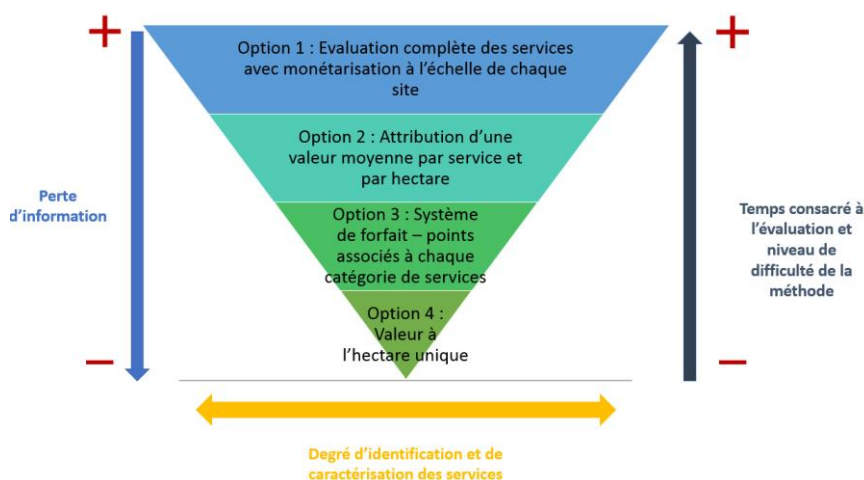 +
+
Option 1 : Evaluation complète des services
avec monétarisation à l'échelle de chaque
site
Option 2 : Attribution d'une
valeur moyenne par service et
par hectare
Perte
d'information
Option 3 : Système
de forfait – points
associés à chaque
catégorie de services
Temps consacré à
l'évaluation et
niveau de
difficulté de la
méthode
Option 4 :
Valeur à
l'hectare unique
–
–
Degré d'identification et de
caractérisation des services